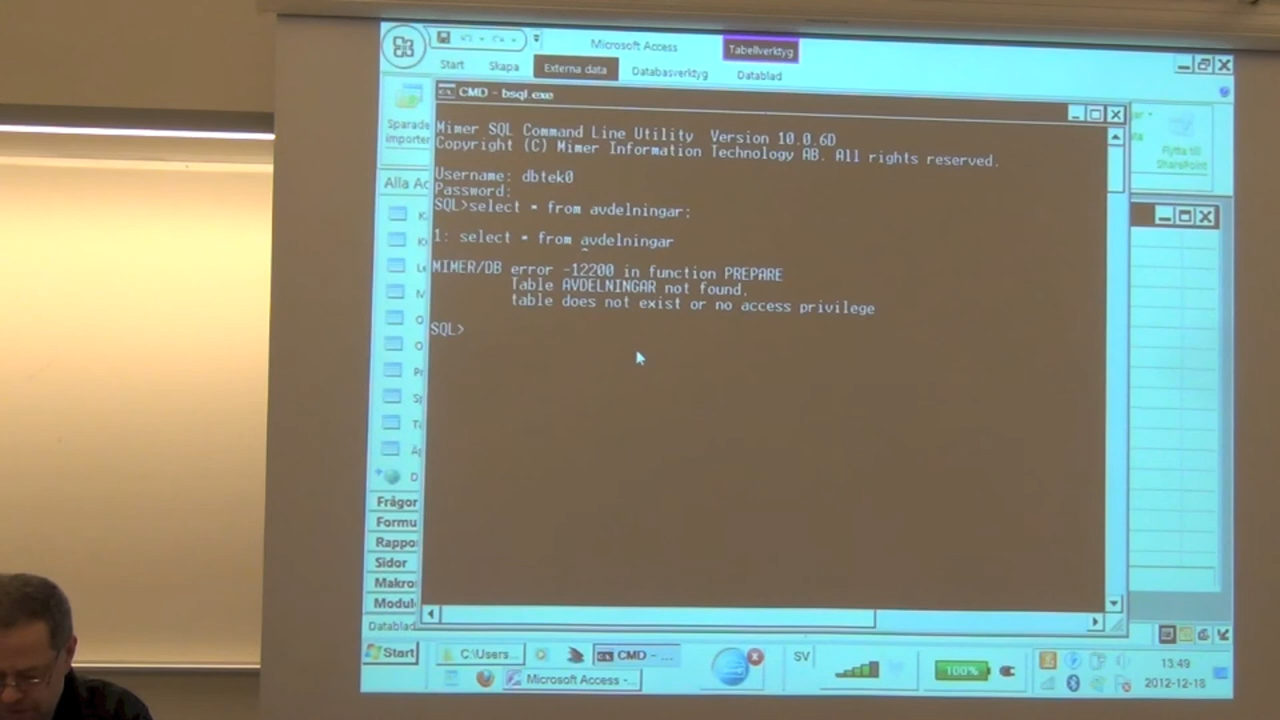 Microsoft Access
Tabellverktyg
Start Skapa Externa data Databasverktyg Datablad
CMD - bsql.exe
Sparade
importer
Flytta till
SharePoint
Mimer SQL Command Line Utility Version 10.0.6D
Copyright (C) Mimer Information Technology AB. All rights reserved.
Username: dbtek0
Password:
SQL>select * from avdelningar;
1: select * from avdelningar
^
MIMER/DB error -12200 in function PREPARE
Table AVDELNINGAR not found,
table does not exist or no access privilege
SQL>
Alla Ac
Frågor
Formu
Rappo
Sidor
Makro
Modul
Datablad
Start C:\Users... CMD - ... SV 100% 13:49
Microsoft Access -... 2012-12-18